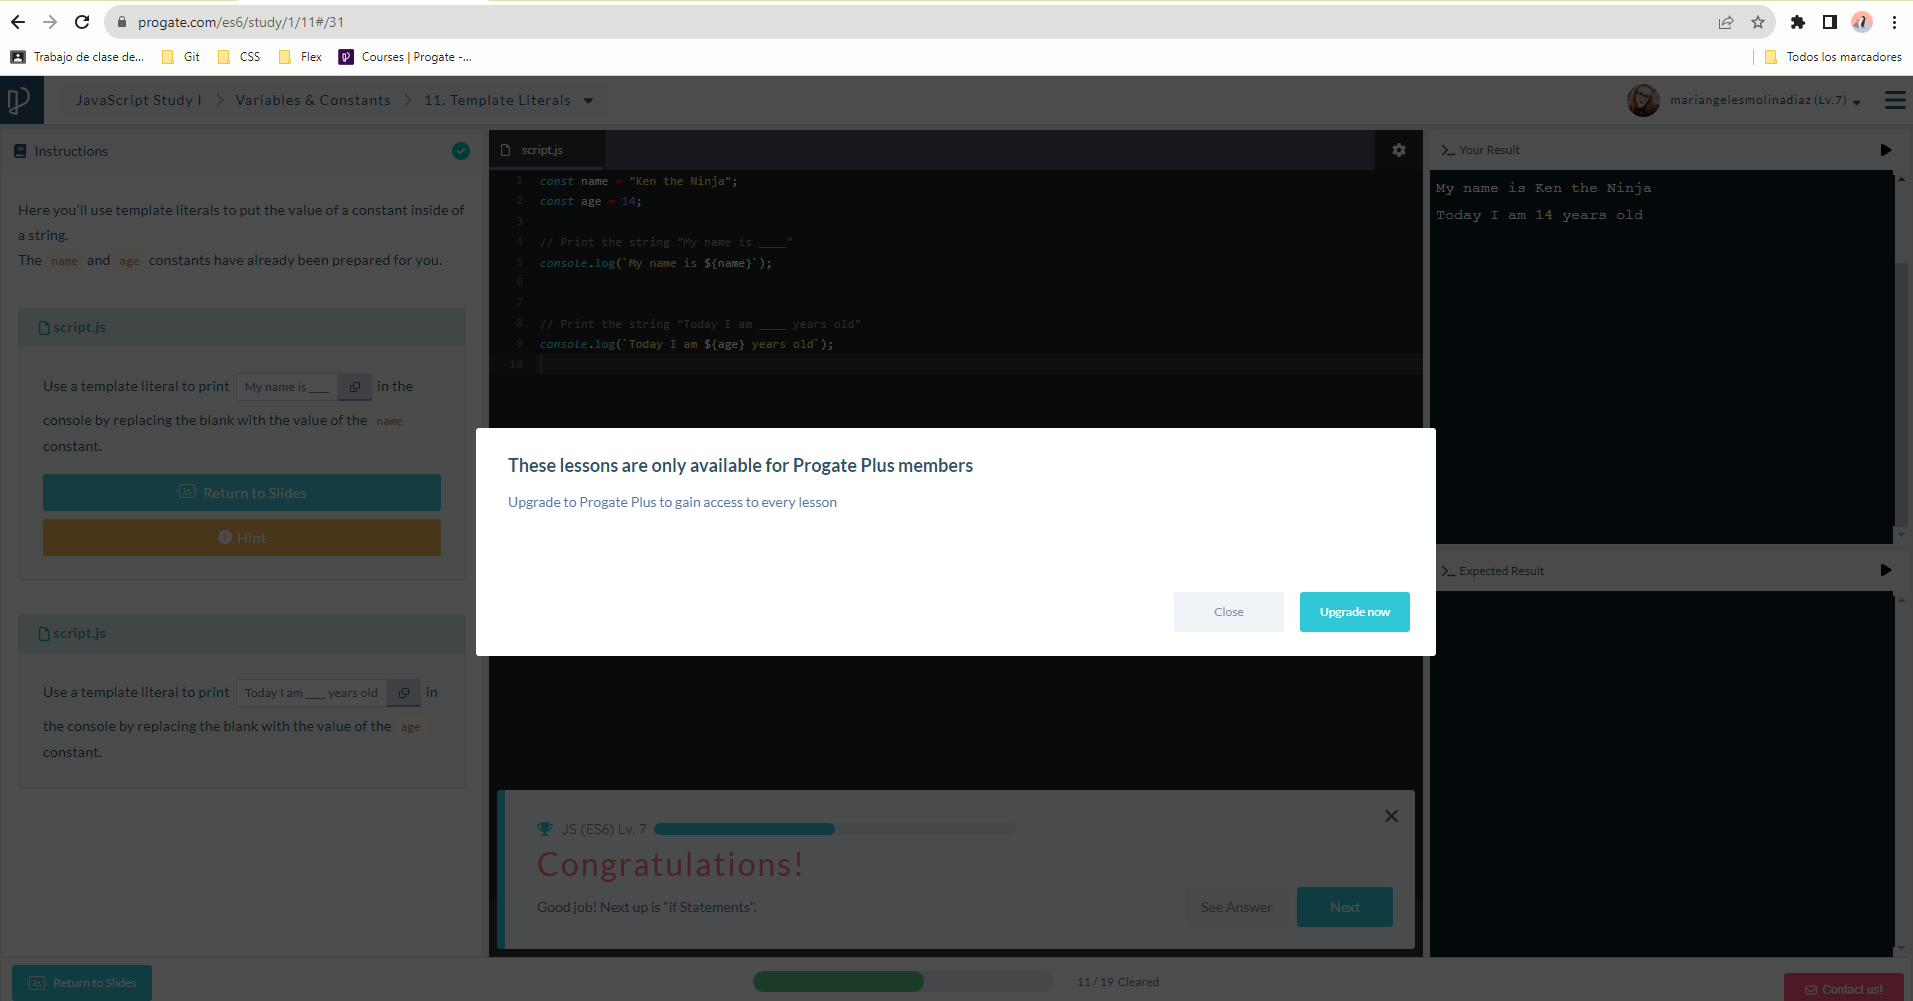 progate.com/es6/study/1/11#/31
Trabajo de clase de...
Git
CSS
Flex
Courses | Progate -...
Todos los marcadores
JavaScript Study I
Variables & Constants
11. Template Literals
mariangelesmolinadiaz (Lv.7)
Instructions
Here you'll use template literals to put the value of a constant inside of
a string.
The name and age constants have already been prepared for you.
script.js
Use a template literal to print My name is ____ in the
console by replacing the blank with the value of the name
constant.
Return to Slides
Hint
script.js
Use a template literal to print Today I am ____ years old in
the console by replacing the blank with the value of the age
constant.
script.js
1 const name = "Ken the Ninja";
2 const age = 14;
3
4 // Print the string "My name is ____"
5 console.log(`My name is ${name}`);
6
7
8 // Print the string "Today I am ____ years old"
9 console.log(`Today I am ${age} years old`);
10
Your Result
My name is Ken the Ninja
Today I am 14 years old
Expected Result
These lessons are only available for Progate Plus members
Upgrade to Progate Plus to gain access to every lesson
Close
Upgrade now
JS (ES6) Lv. 7
Congratulations!
Good job! Next up is "if Statements".
See Answer
Next
Return to Slides
11 / 19 Cleared
Contact us!